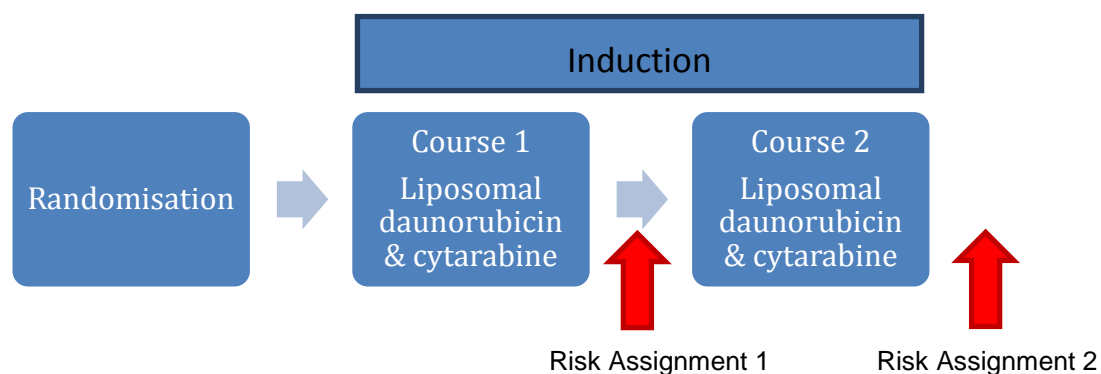 Induction
Randomisation
Course 1
Liposomal
daunorubicin
& cytarabine
Course 2
Liposomal
daunorubicin
& cytarabine
Risk Assignment 1
Risk Assignment 2